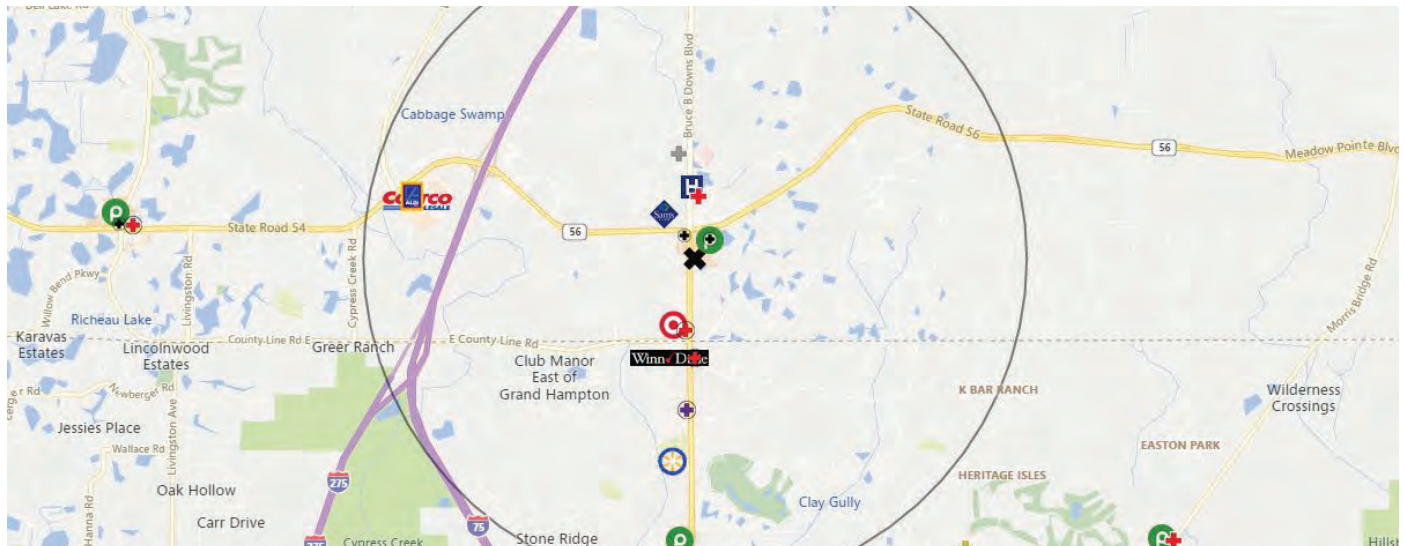 Bruce B Downs Blvd
Cabbage Swamp
State Road 56
56
Meadow Pointe Blvd
H
Sam's
Costco
WHOLESALE
ALDI
P
P
State Road 54
56
Willow Bend Pkwy
Livingston Rd
Cypress Creek Rd
Richeau Lake
Morris Bridge Rd
Karavas
Estates
Lincolnwood
Estates
County Line Rd E
Greer Ranch
E County Line Rd
Club Manor
East of
Grand Hampton
Winn Dixie
K BAR RANCH
Wilderness
Crossings
Newberger Rd
Jessies Place
Wallace Rd
Livingston Ave
EASTON PARK
HERITAGE ISLES
Oak Hollow
275
Clay Gully
Carr Drive
Hanna Rd
75
275
Cypress Creek
Stone Ridge
P
P